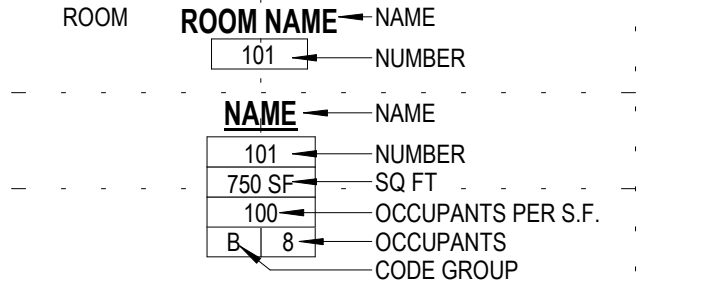 ROOM ROOM NAME NAME
101 NUMBER
NAME NAME
101 NUMBER
750 SF SQ FT
100 OCCUPANTS PER S.F.
B 8 OCCUPANTS
CODE GROUP